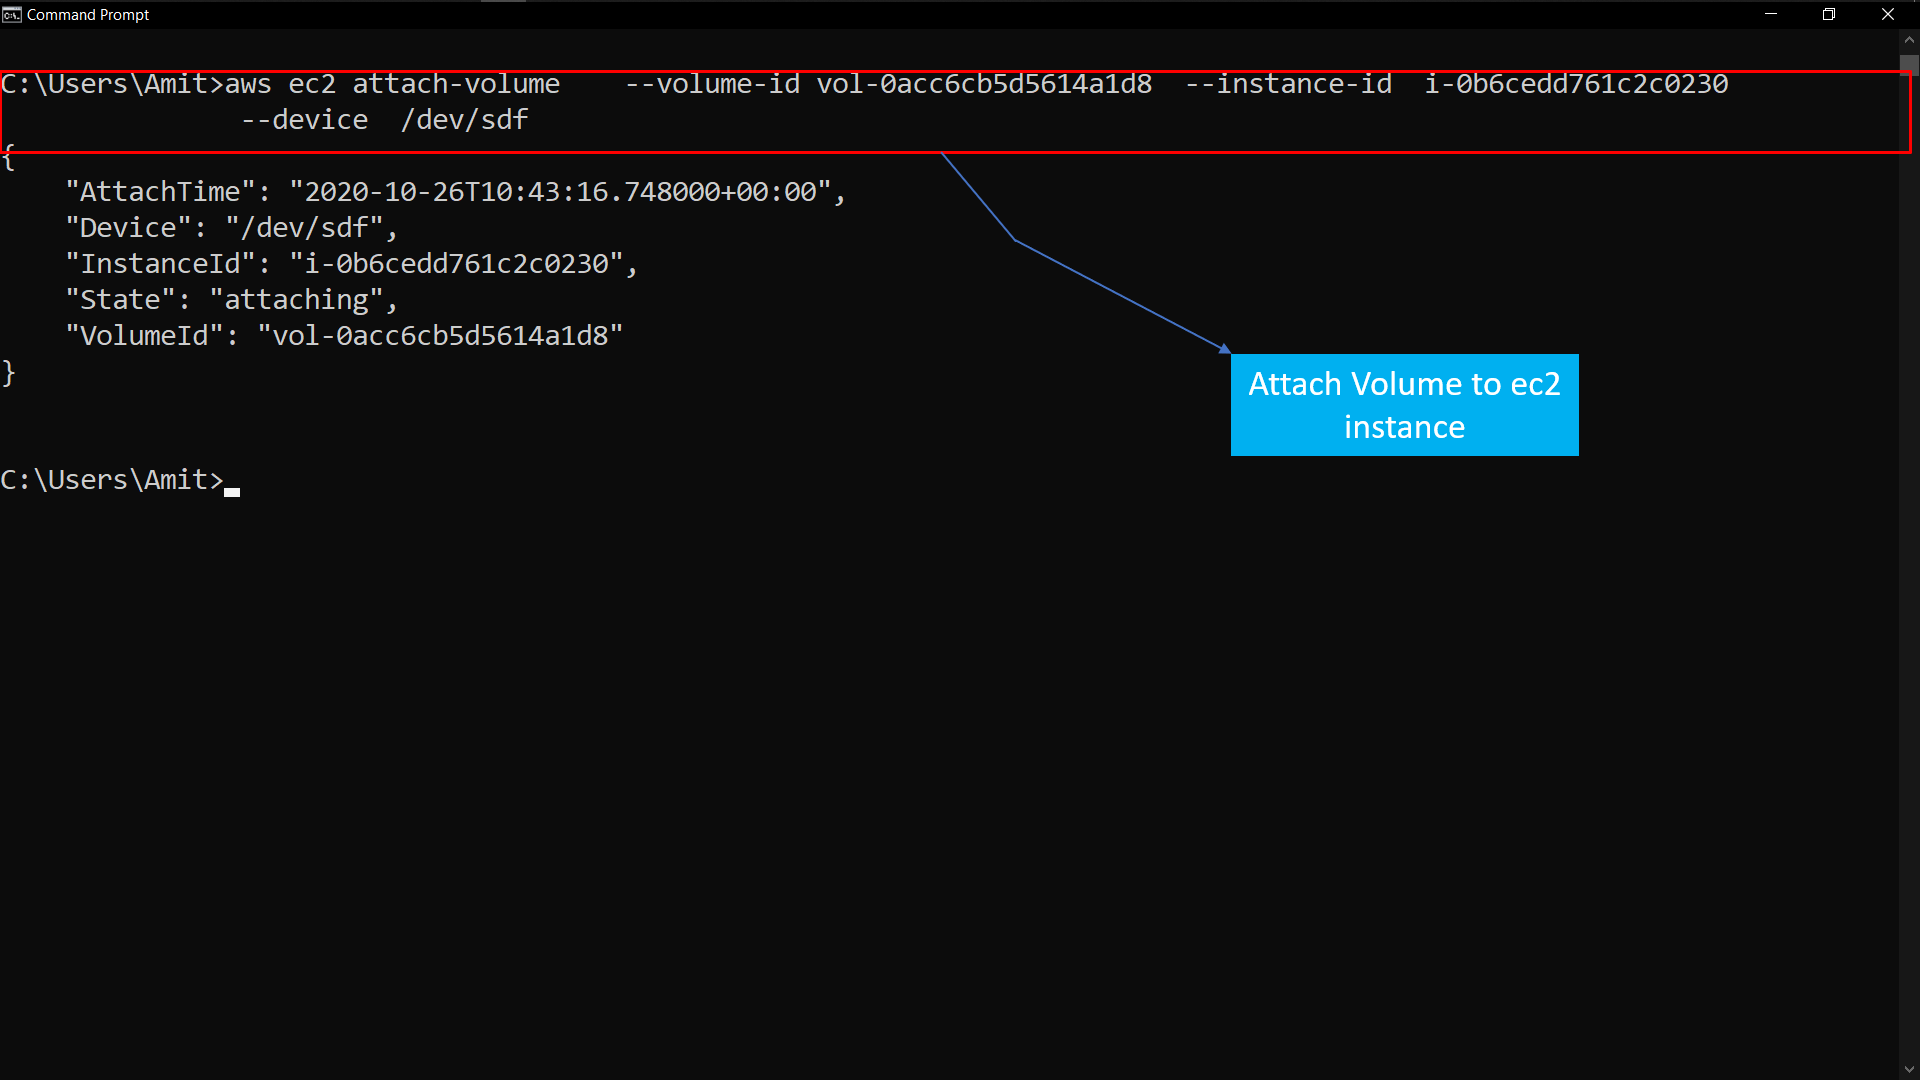 Command Prompt
C:\Users\Amit>aws ec2 attach-volume    --volume-id vol-0acc6cb5d5614a1d8  --instance-id  i-0b6cedd761c2c0230
--device  /dev/sdf
{
"AttachTime": "2020-10-26T10:43:16.748000+00:00",
"Device": "/dev/sdf",
"InstanceId": "i-0b6cedd761c2c0230",
"State": "attaching",
"VolumeId": "vol-0acc6cb5d5614a1d8"
}
Attach Volume to ec2
instance
C:\Users\Amit>